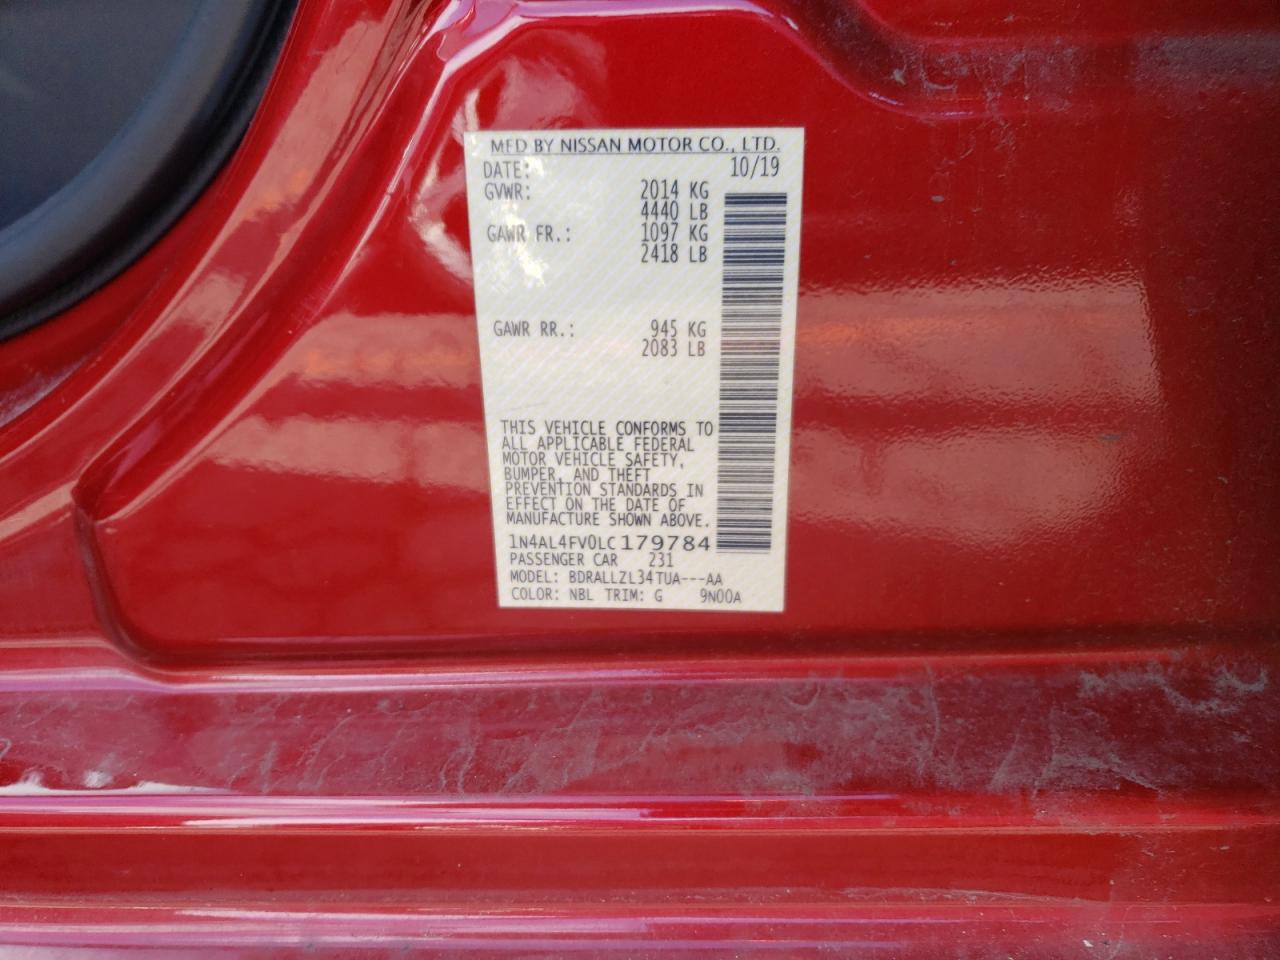 MFD BY NISSAN MOTOR CO., LTD.
DATE: 10/19
GVWR: 2014 KG
4440 LB
GAWR FR.: 1097 KG
2418 LB
GAWR RR.: 945 KG
2083 LB
THIS VEHICLE CONFORMS TO
ALL APPLICABLE FEDERAL
MOTOR VEHICLE SAFETY,
BUMPER, AND THEFT
PREVENTION STANDARDS IN
EFFECT ON THE DATE OF
MANUFACTURE SHOWN ABOVE.
1N4AL4FV0LC179784
PASSENGER CAR 231
MODEL: BDRALLZL34TUA---AA
COLOR: NBL TRIM: G 9N00A